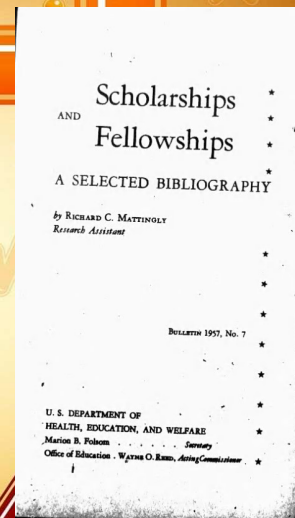 Scholarships
AND
Fellowships
A SELECTED BIBLIOGRAPHY
by RICHARD C. MATTINGLY
Research Assistant
BULLETIN 1957, No. 7
U. S. DEPARTMENT OF
HEALTH, EDUCATION, AND WELFARE
Marion B. Folsom . . . . . . Secretary
Office of Education . WAYNE O. REED, Acting Commissioner